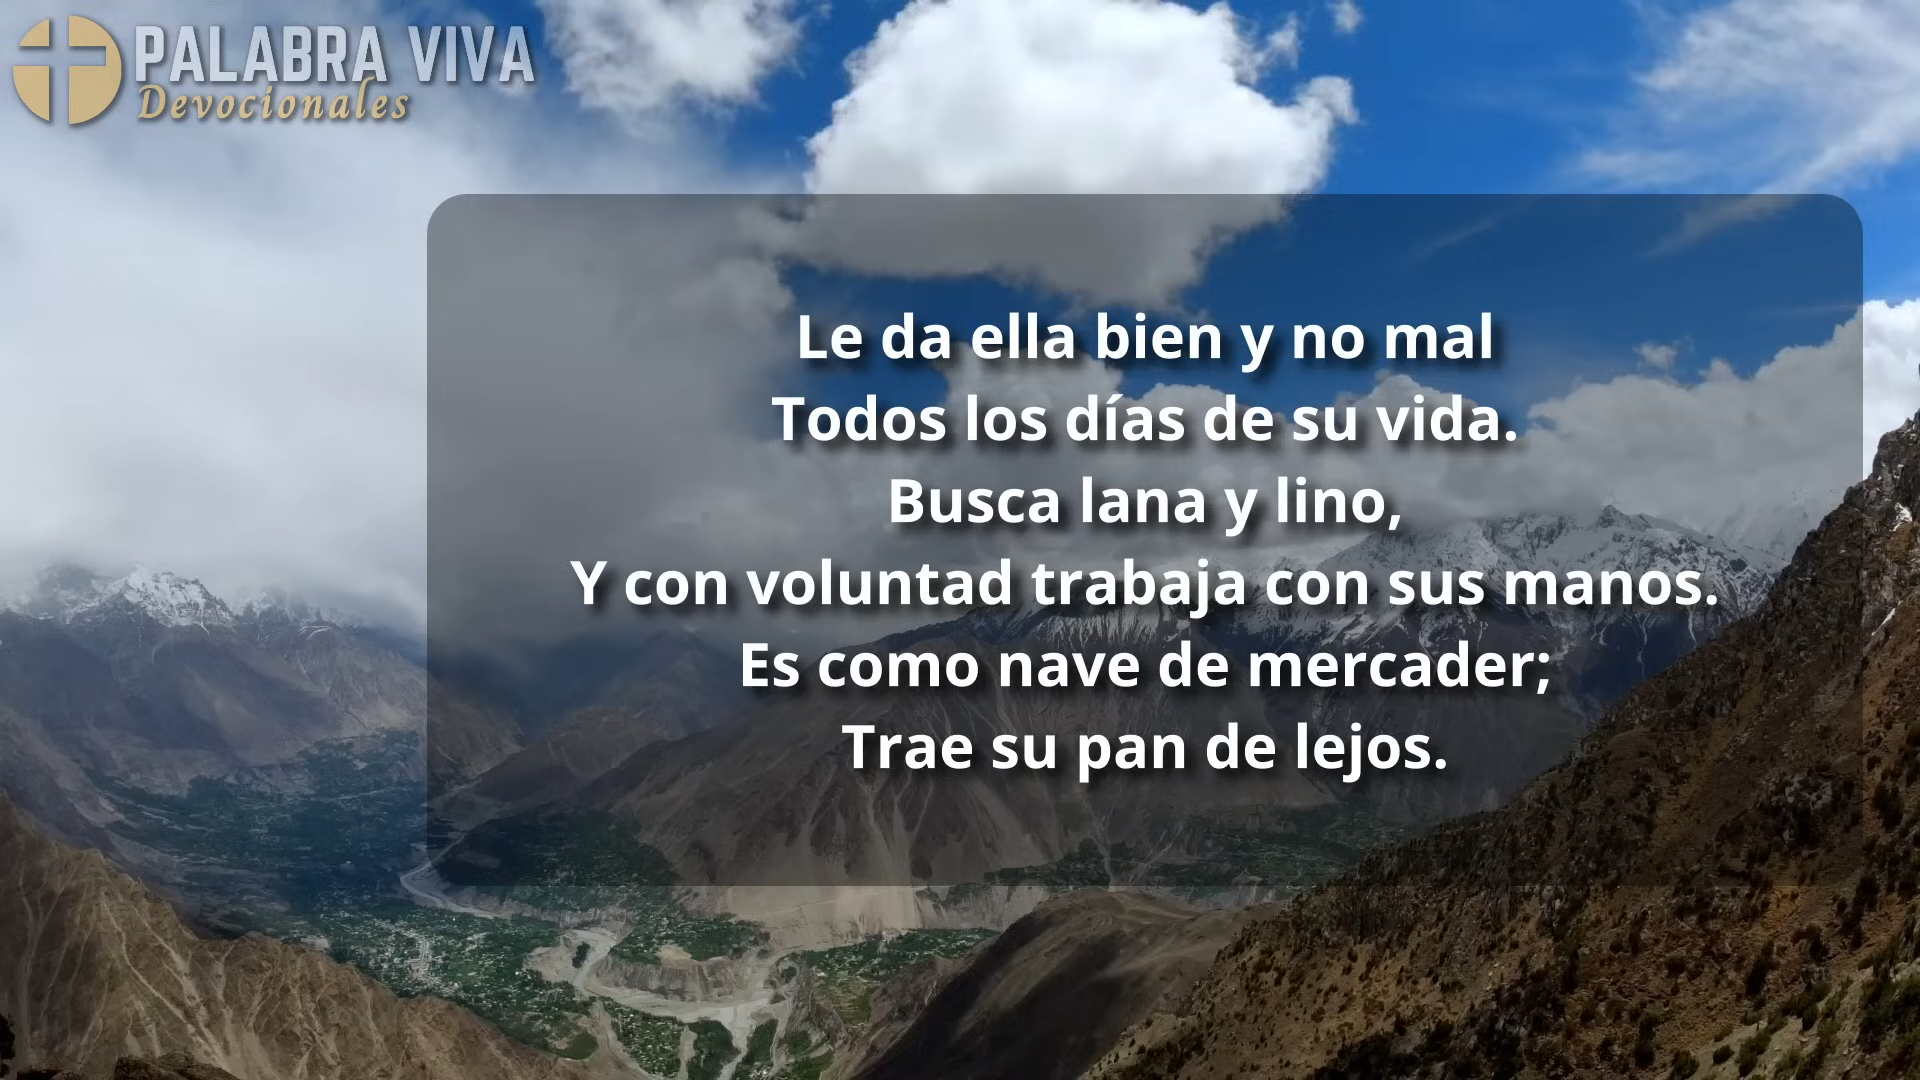 PALABRA VIVA
Devocionales
Le da ella bien y no mal
Todos los días de su vida.
Busca lana y lino,
Y con voluntad trabaja con sus manos.
Es como nave de mercader;
Trae su pan de lejos.